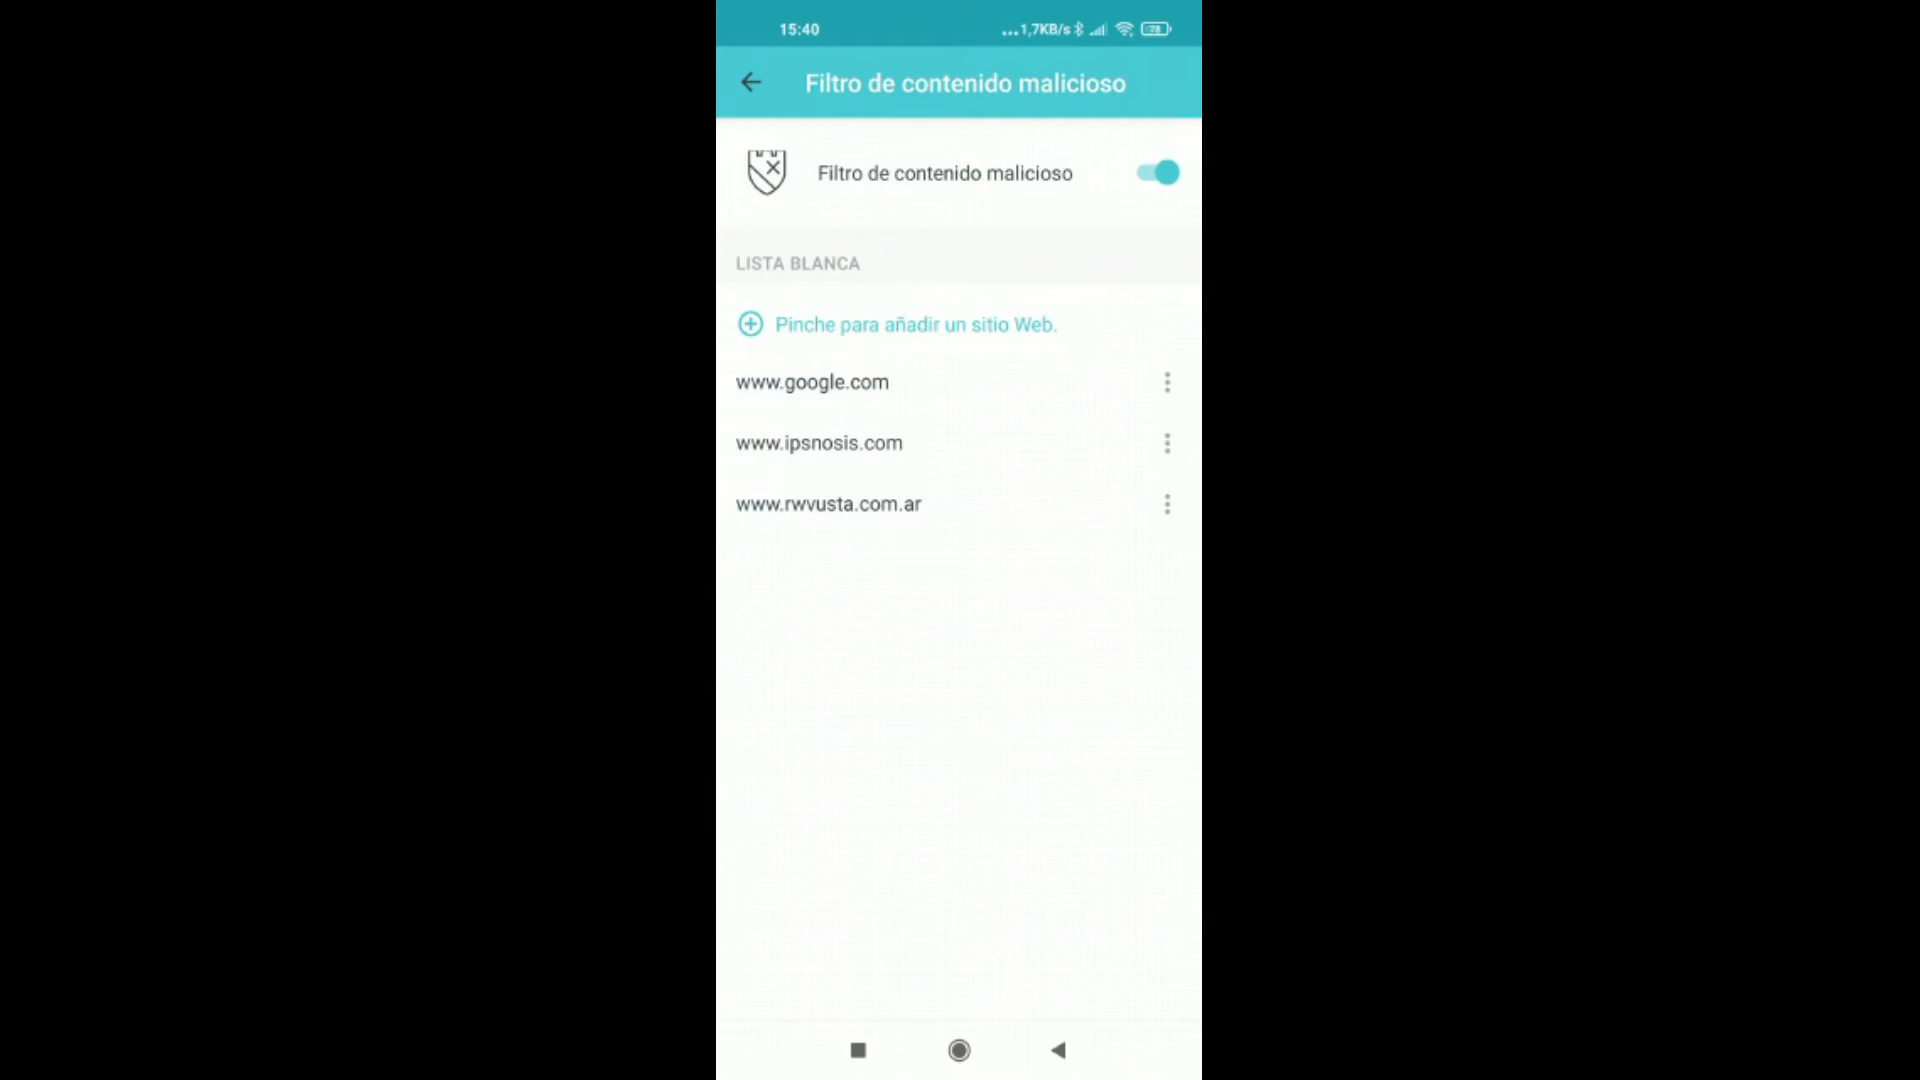 15:40
...1,7KB/s
78
Filtro de contenido malicioso
Filtro de contenido malicioso
LISTA BLANCA
Pinche para añadir un sitio Web.
www.google.com
www.ipsnosis.com
www.rwvusta.com.ar